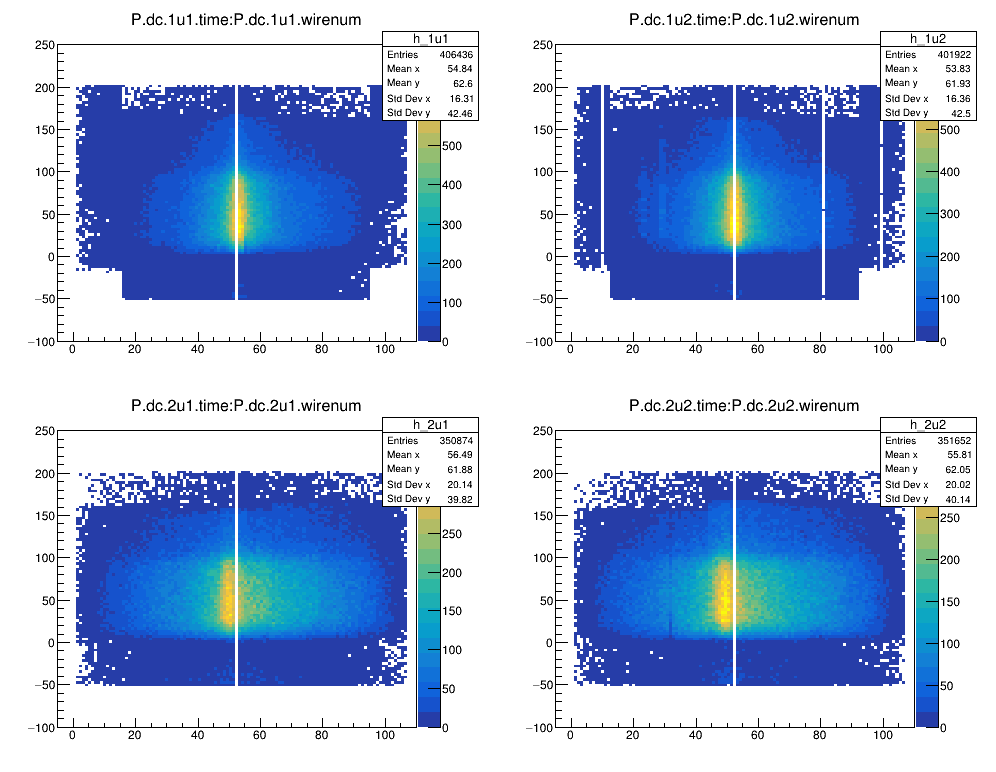 P.dc.1u1.time:P.dc.1u1.wirenum
h_1u1
Entries 406436
Mean x 54.84
Mean y 62.6
Std Dev x 16.31
Std Dev y 42.46
250
200
150
100
50
0
−50
−100
0 20 40 60 80 100
500
400
300
200
100
0
P.dc.1u2.time:P.dc.1u2.wirenum
h_1u2
Entries 401922
Mean x 53.83
Mean y 61.93
Std Dev x 16.36
Std Dev y 42.5
250
200
150
100
50
0
−50
−100
0 20 40 60 80 100
500
400
300
200
100
0
P.dc.2u1.time:P.dc.2u1.wirenum
h_2u1
Entries 350874
Mean x 56.49
Mean y 61.88
Std Dev x 20.14
Std Dev y 39.82
250
200
150
100
50
0
−50
−100
0 20 40 60 80 100
250
200
150
100
50
0
P.dc.2u2.time:P.dc.2u2.wirenum
h_2u2
Entries 351652
Mean x 55.81
Mean y 62.05
Std Dev x 20.02
Std Dev y 40.14
250
200
150
100
50
0
−50
−100
0 20 40 60 80 100
250
200
150
100
50
0